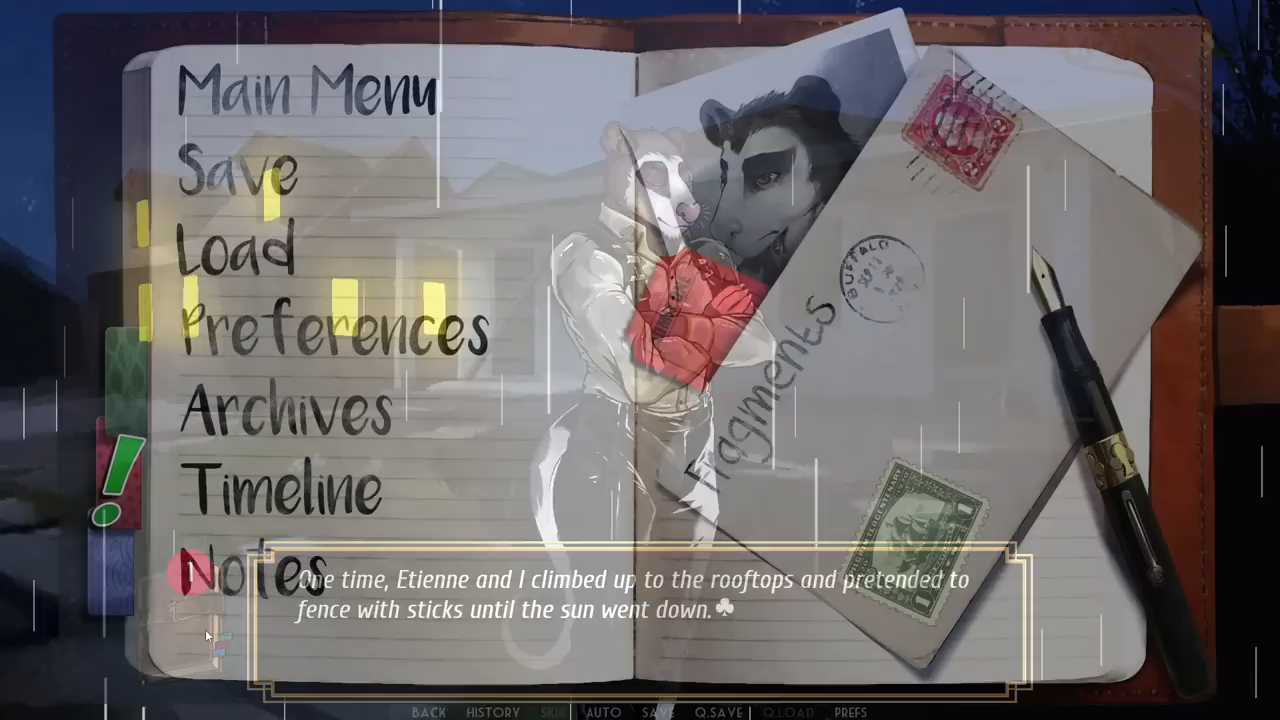 Main Menu
Save
Load
Preferences
Archives
Timeline
Notes
Fragments
BUFFALO
One time, Etienne and I climbed up to the rooftops and pretended to
fence with sticks until the sun went down.
BACK HISTORY SKIP AUTO SAVE Q.SAVE Q.LOAD PREFS